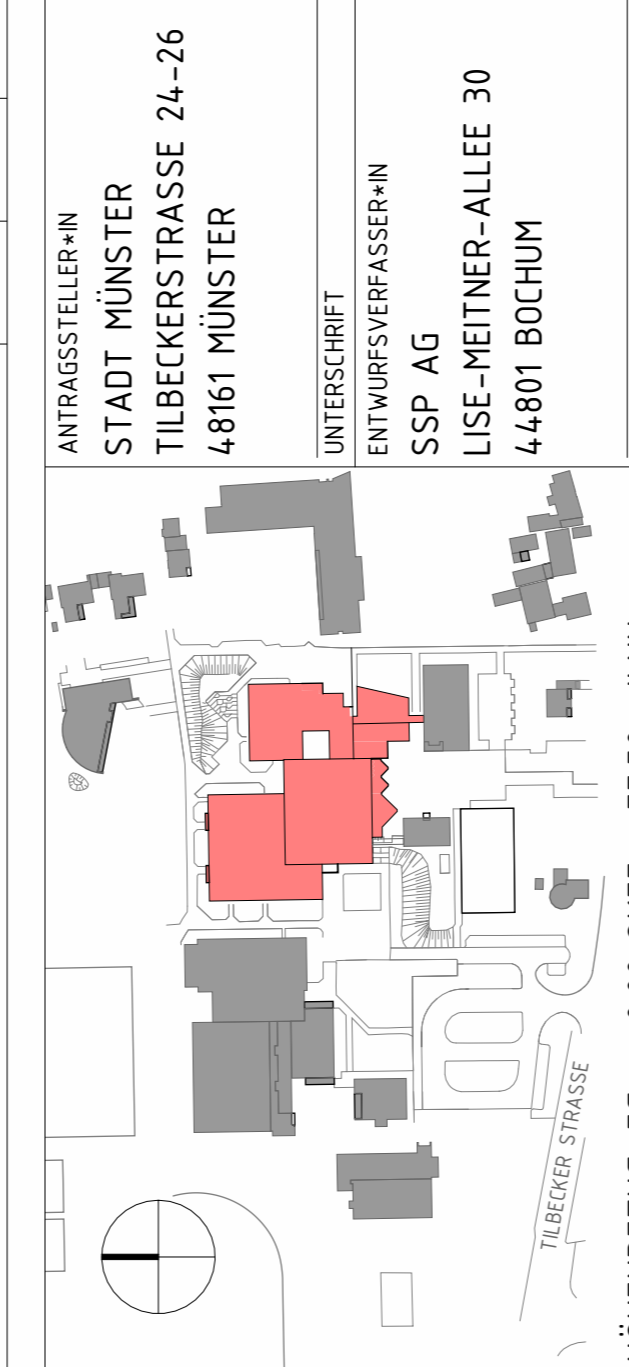 ANTRAGSSTELLER*IN
STADT MÜNSTER
TILBECKERSTRASSE 24-26
48161 MÜNSTER
UNTERSCHRIFT
ENTWURFSVERFASSER*IN
SSP AG
LISE-MEITNER-ALLEE 30
44801 BOCHUM
TILBECKER STRASSE